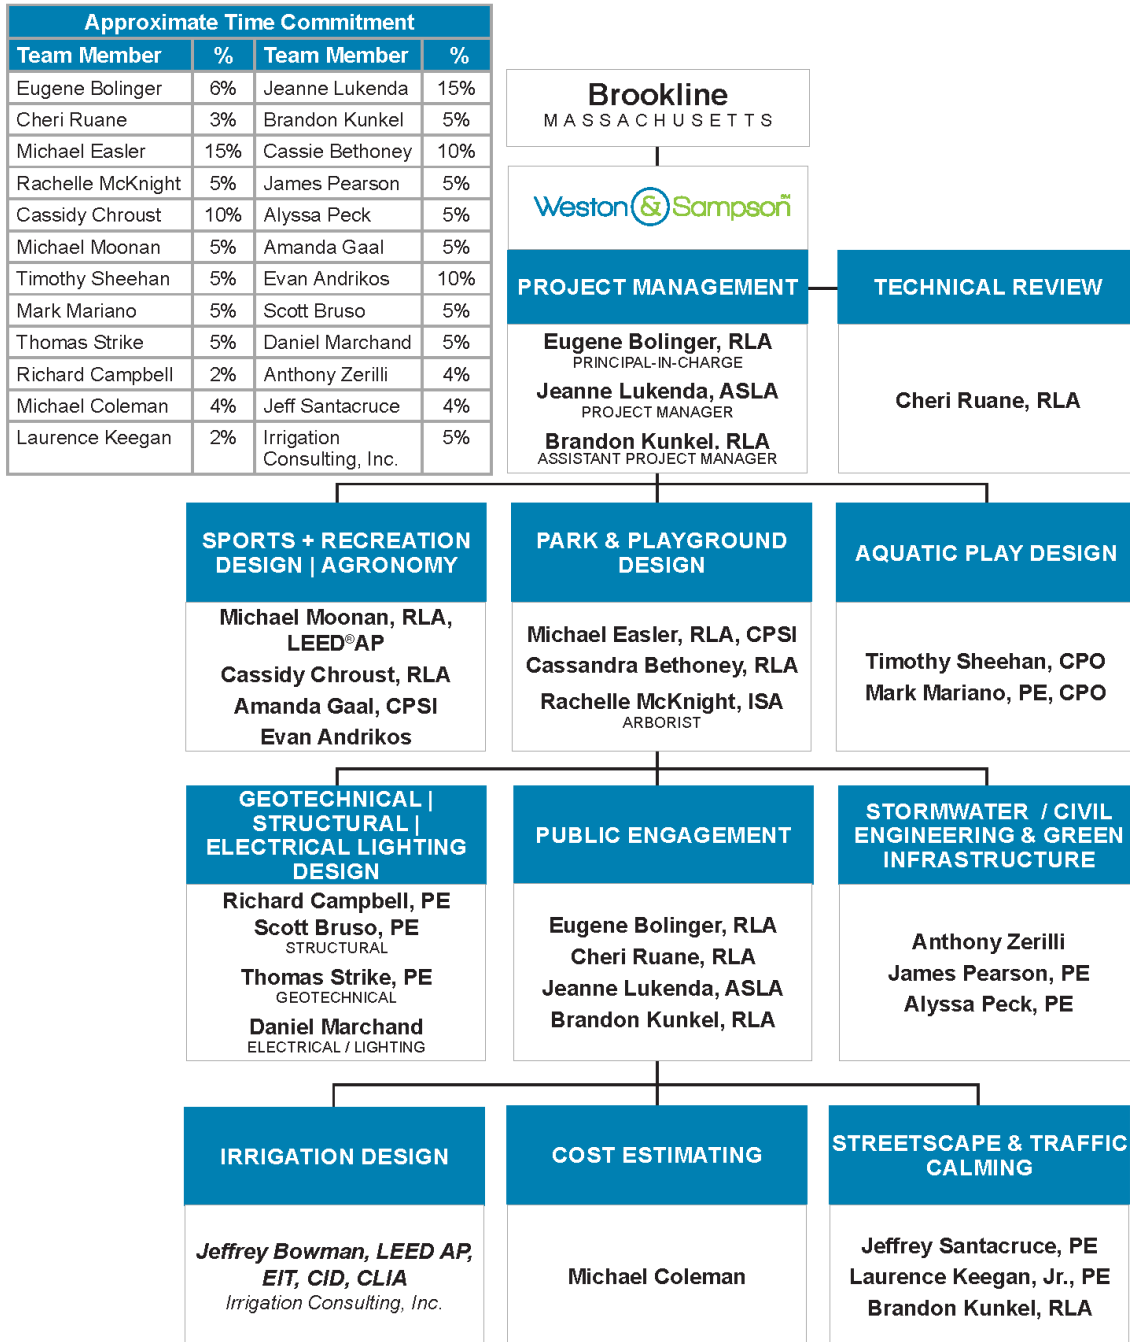 Approximate Time Commitment
Team Member % Team Member %
Eugene Bolinger 6% Jeanne Lukenda 15%
Cheri Ruane 3% Brandon Kunkel 5%
Michael Easler 15% Cassie Bethoney 10%
Rachelle McKnight 5% James Pearson 5%
Cassidy Chroust 10% Alyssa Peck 5%
Michael Moonan 5% Amanda Gaal 5%
Timothy Sheehan 5% Evan Andrikos 10%
Mark Mariano 5% Scott Bruso 5%
Thomas Strike 5% Daniel Marchand 5%
Richard Campbell 2% Anthony Zerilli 4%
Michael Coleman 4% Jeff Santacruce 4%
Laurence Keegan 2% Irrigation 5%
Consulting, Inc.
Brookline
MASSACHUSETTS
Weston & Sampson℠
PROJECT MANAGEMENT
Eugene Bolinger, RLA
PRINCIPAL-IN-CHARGE
Jeanne Lukenda, ASLA
PROJECT MANAGER
Brandon Kunkel, RLA
ASSISTANT PROJECT MANAGER
TECHNICAL REVIEW
Cheri Ruane, RLA
SPORTS + RECREATION
DESIGN | AGRONOMY
Michael Moonan, RLA,
LEED®AP
Cassidy Chroust, RLA
Amanda Gaal, CPSI
Evan Andrikos
PARK & PLAYGROUND
DESIGN
Michael Easler, RLA, CPSI
Cassandra Bethoney, RLA
Rachelle McKnight, ISA
ARBORIST
AQUATIC PLAY DESIGN
Timothy Sheehan, CPO
Mark Mariano, PE, CPO
GEOTECHNICAL |
STRUCTURAL |
ELECTRICAL LIGHTING
DESIGN
Richard Campbell, PE
Scott Bruso, PE
STRUCTURAL
Thomas Strike, PE
GEOTECHNICAL
Daniel Marchand
ELECTRICAL / LIGHTING
PUBLIC ENGAGEMENT
Eugene Bolinger, RLA
Cheri Ruane, RLA
Jeanne Lukenda, ASLA
Brandon Kunkel, RLA
STORMWATER / CIVIL
ENGINEERING & GREEN
INFRASTRUCTURE
Anthony Zerilli
James Pearson, PE
Alyssa Peck, PE
IRRIGATION DESIGN
Jeffrey Bowman, LEED AP,
EIT, CID, CLIA
Irrigation Consulting, Inc.
COST ESTIMATING
Michael Coleman
STREETSCAPE & TRAFFIC
CALMING
Jeffrey Santacruce, PE
Laurence Keegan, Jr., PE
Brandon Kunkel, RLA